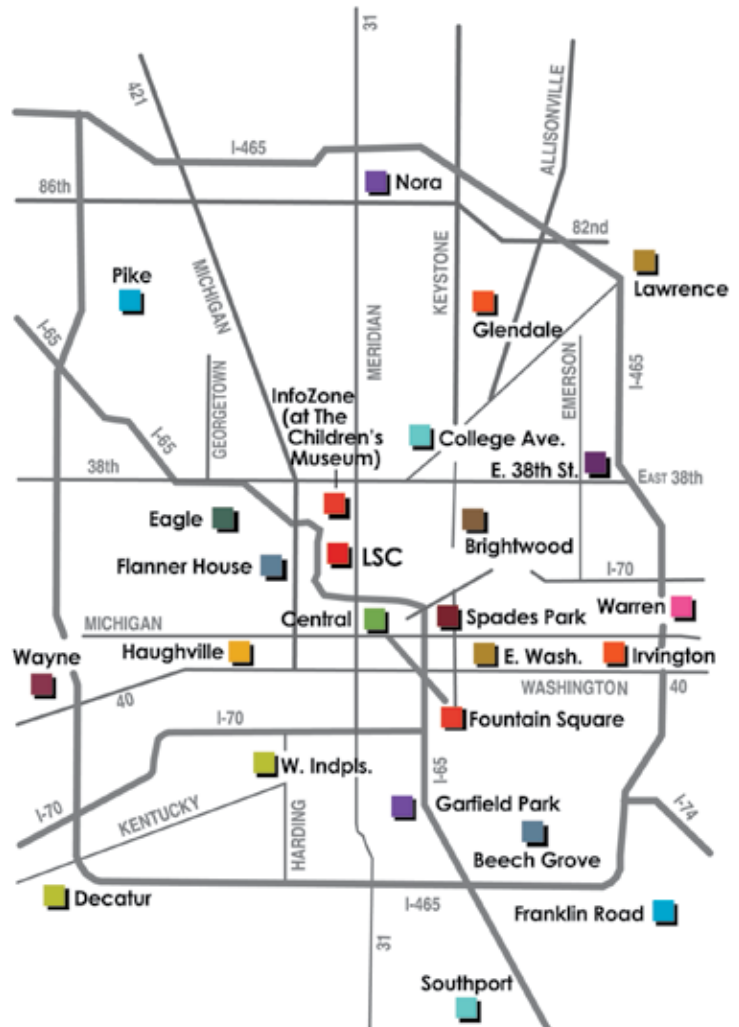 31
421
ALLISONVILLE
I-465
86th
Nora
82nd
Pike
MICHIGAN
KEYSTONE
Lawrence
I-65
MERIDIAN
Glendale
GEORGETOWN
EMERSON
I-465
InfoZone
(at The
Children's
Museum)
I-65
College Ave.
38th
E. 38th St.
EAST 38th
Eagle
Brightwood
LSC
Flanner House
I-70
Warren
Central
Spades Park
MICHIGAN
Haughville
E. Wash.
Irvington
Wayne
WASHINGTON
40
40
I-70
Fountain Square
W. Indpls.
I-65
I-70
KENTUCKY
HARDING
Garfield Park
I-74
Beech Grove
Decatur
I-465
Franklin Road
31
Southport